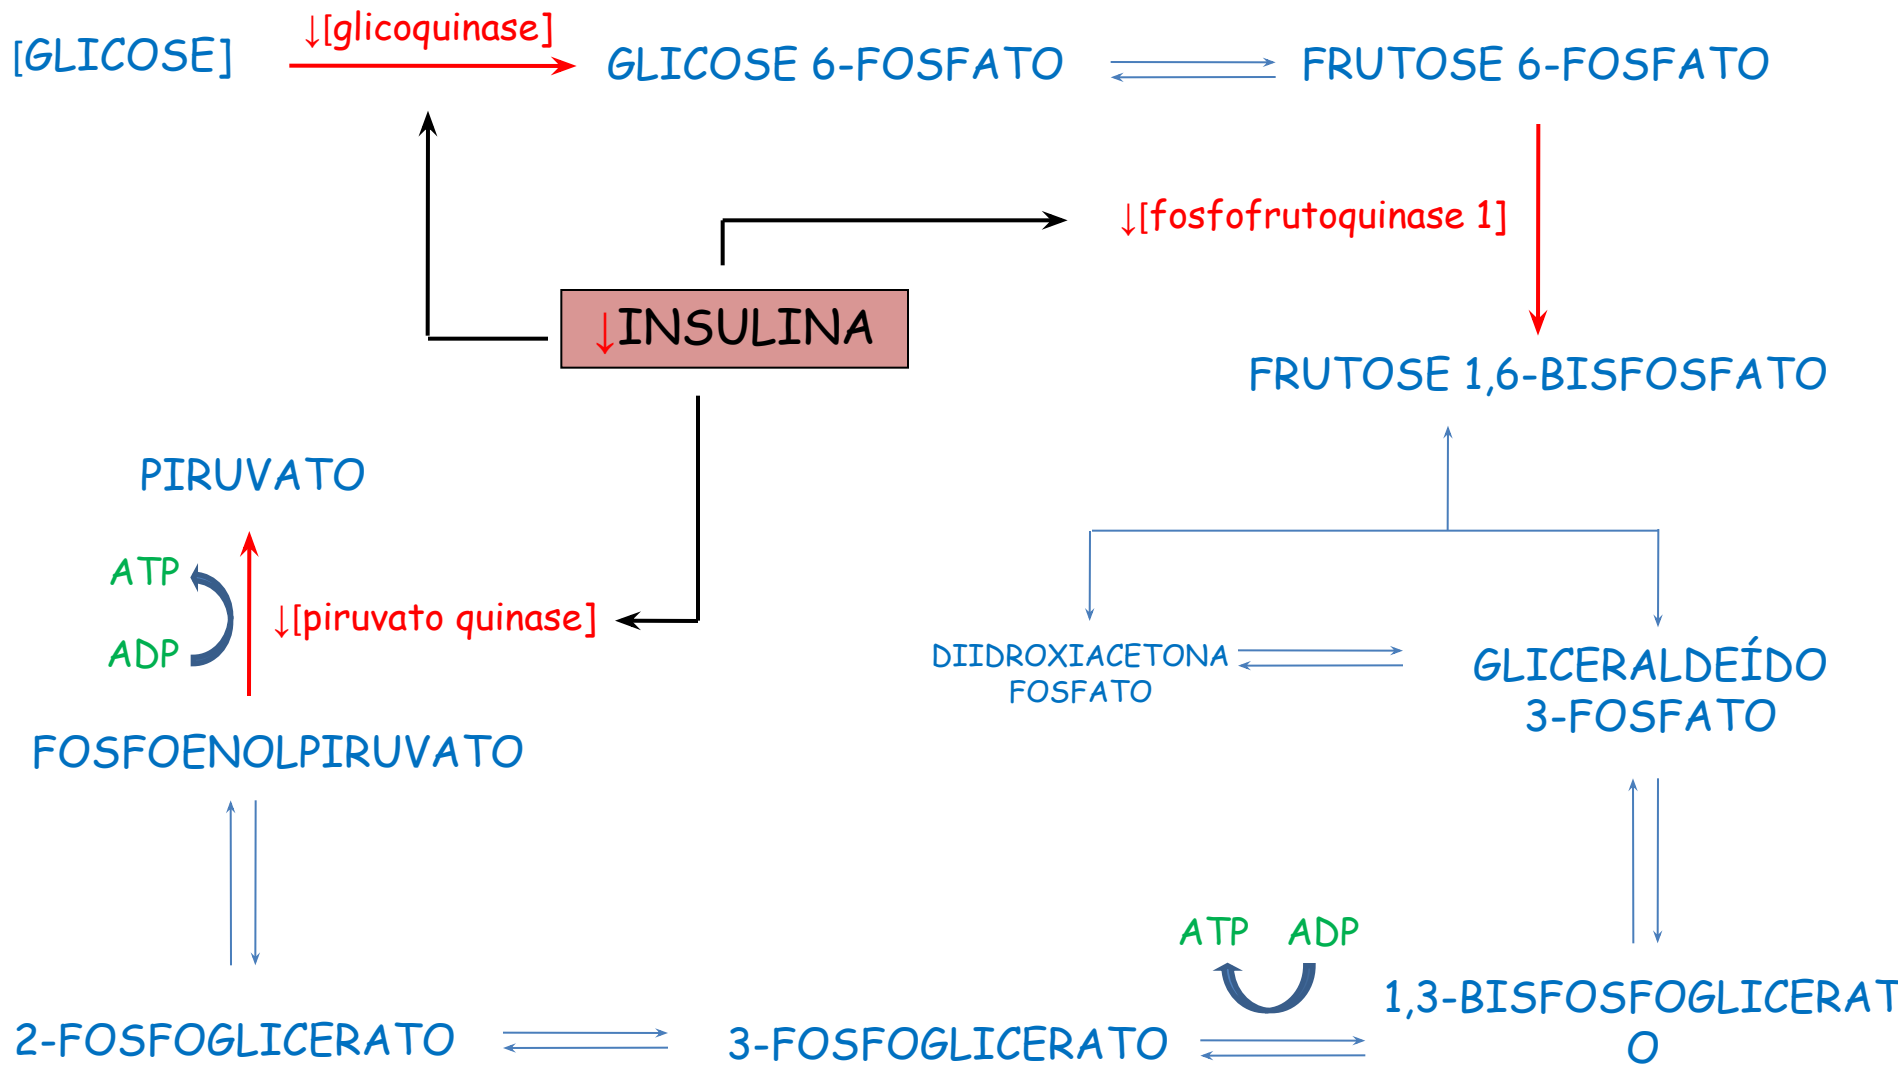 [GLICOSE]
↓[glicoquinase]
GLICOSE 6-FOSFATO
FRUTOSE 6-FOSFATO
↓[fosfofrutoquinase 1]
↓INSULINA
FRUTOSE 1,6-BISFOSFATO
PIRUVATO
ATP
ADP
↓[piruvato quinase]
DIIDROXIACETONA
FOSFATO
GLICERALDEÍDO
3-FOSFATO
FOSFOENOLPIRUVATO
ATP ADP
1,3-BISFOSFOGLICERAT
O
3-FOSFOGLICERATO
2-FOSFOGLICERATO